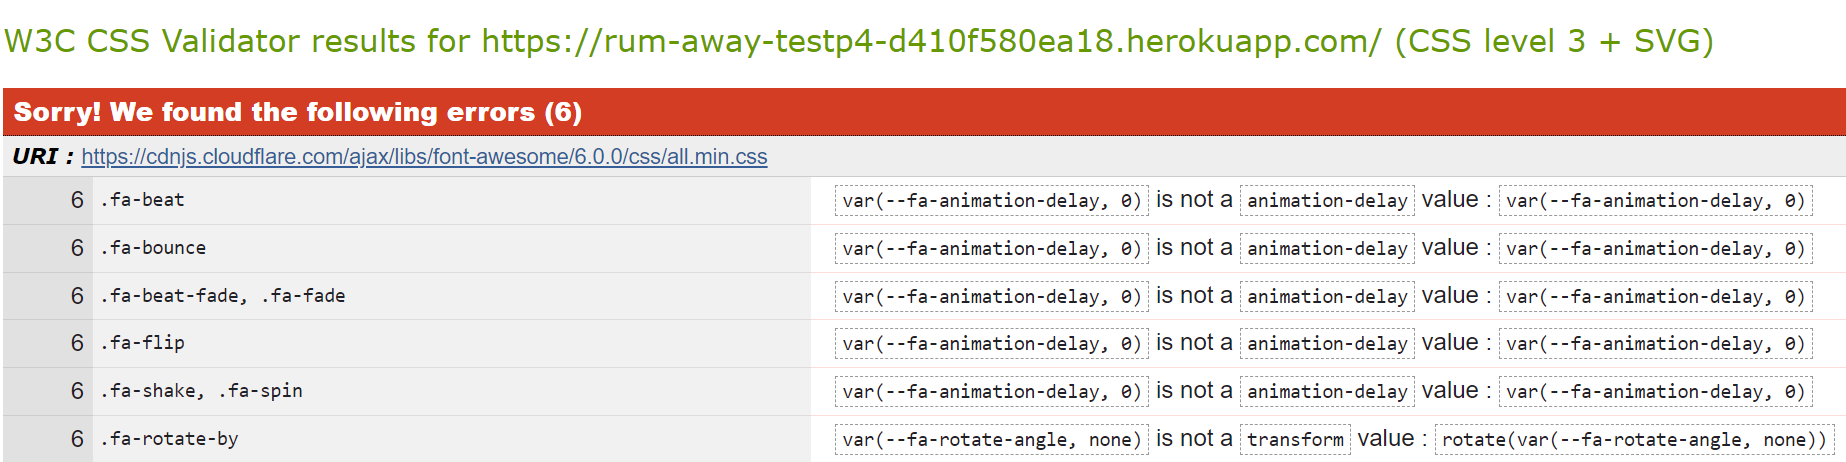 W3C CSS Validator results for https://rum-away-testp4-d410f580ea18.herokuapp.com/ (CSS level 3 + SVG)
Sorry! We found the following errors (6)
URI : https://cdnjs.cloudflare.com/ajax/libs/font-awesome/6.0.0/css/all.min.css
6 .fa-beat var(--fa-animation-delay, 0) is not a animation-delay value : var(--fa-animation-delay, 0)
6 .fa-bounce var(--fa-animation-delay, 0) is not a animation-delay value : var(--fa-animation-delay, 0)
6 .fa-beat-fade, .fa-fade var(--fa-animation-delay, 0) is not a animation-delay value : var(--fa-animation-delay, 0)
6 .fa-flip var(--fa-animation-delay, 0) is not a animation-delay value : var(--fa-animation-delay, 0)
6 .fa-shake, .fa-spin var(--fa-animation-delay, 0) is not a animation-delay value : var(--fa-animation-delay, 0)
6 .fa-rotate-by var(--fa-rotate-angle, none) is not a transform value : rotate(var(--fa-rotate-angle, none))